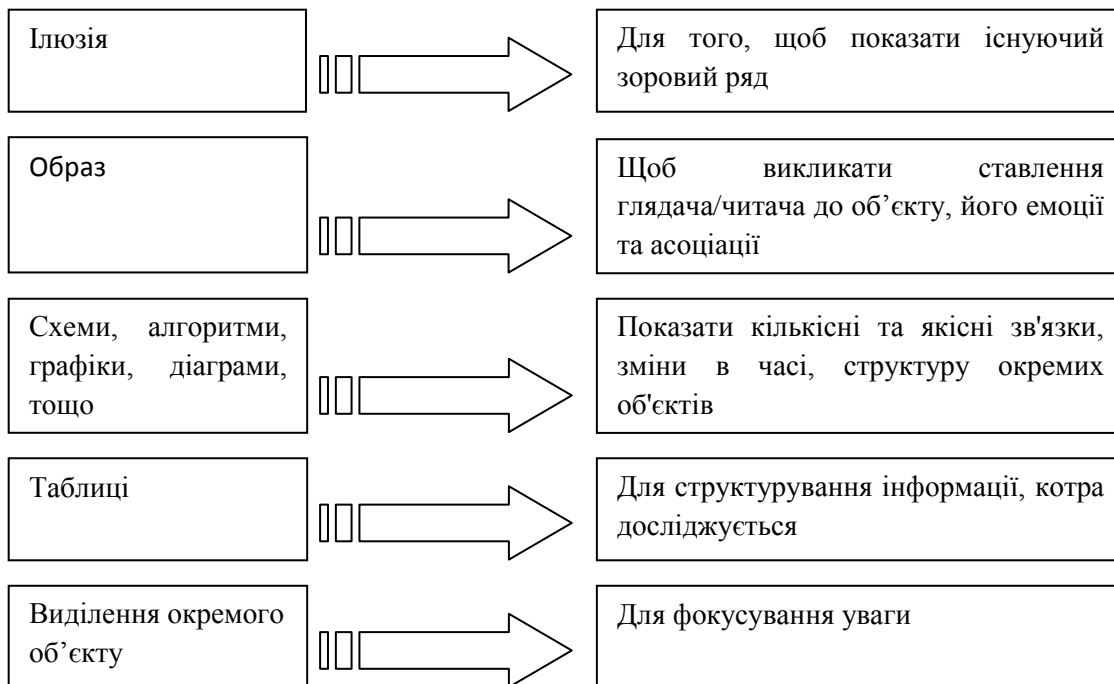 Ілюзія
Для того, щоб показати існуючий
зоровий ряд
Образ
Щоб викликати ставлення
глядача/читача до об’єкту, його емоції
та асоціації
Схеми, алгоритми,
графіки, діаграми,
тощо
Показати кількісні та якісні зв'язки,
зміни в часі, структуру окремих
об'єктів
Таблиці
Для структурування інформації, котра
досліджується
Виділення окремого
об’єкту
Для фокусування уваги